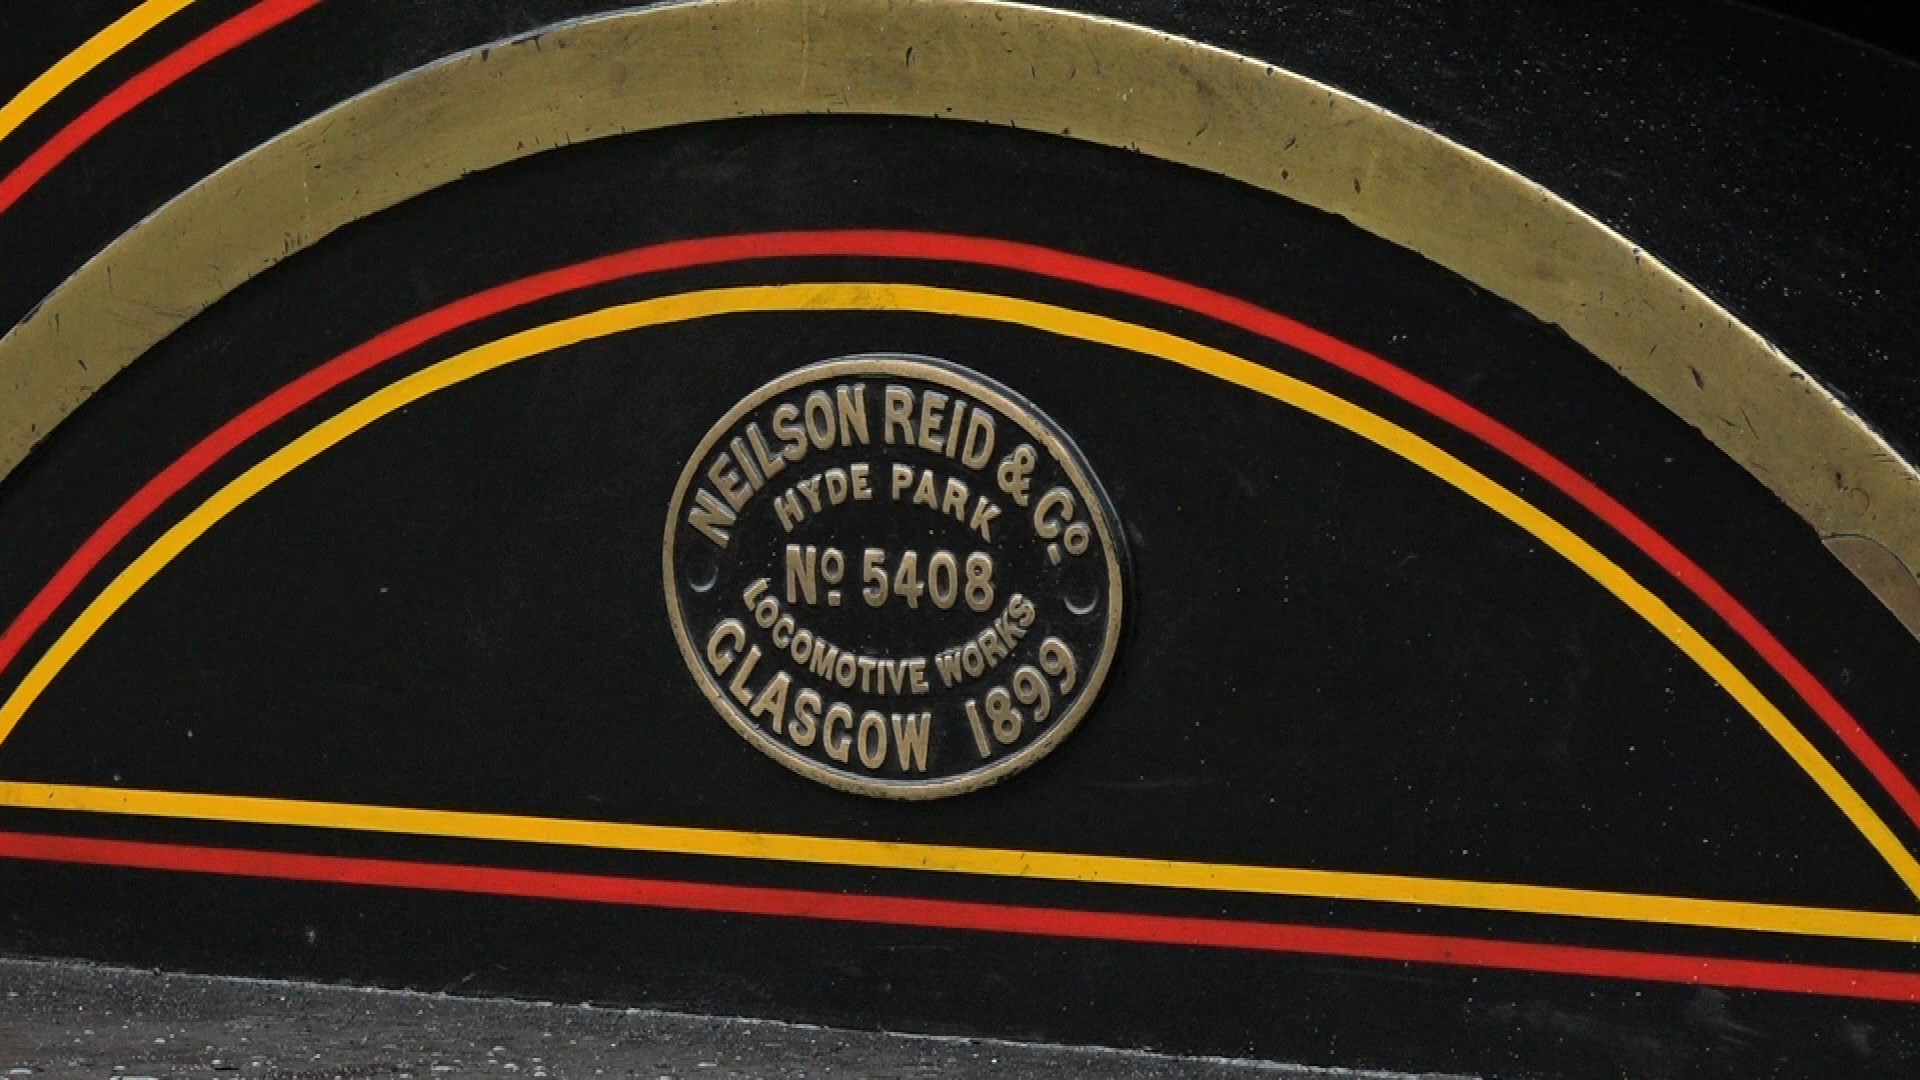 NEILSON REID & Co
HYDE PARK
No 5408
LOCOMOTIVE WORKS
GLASGOW 1899